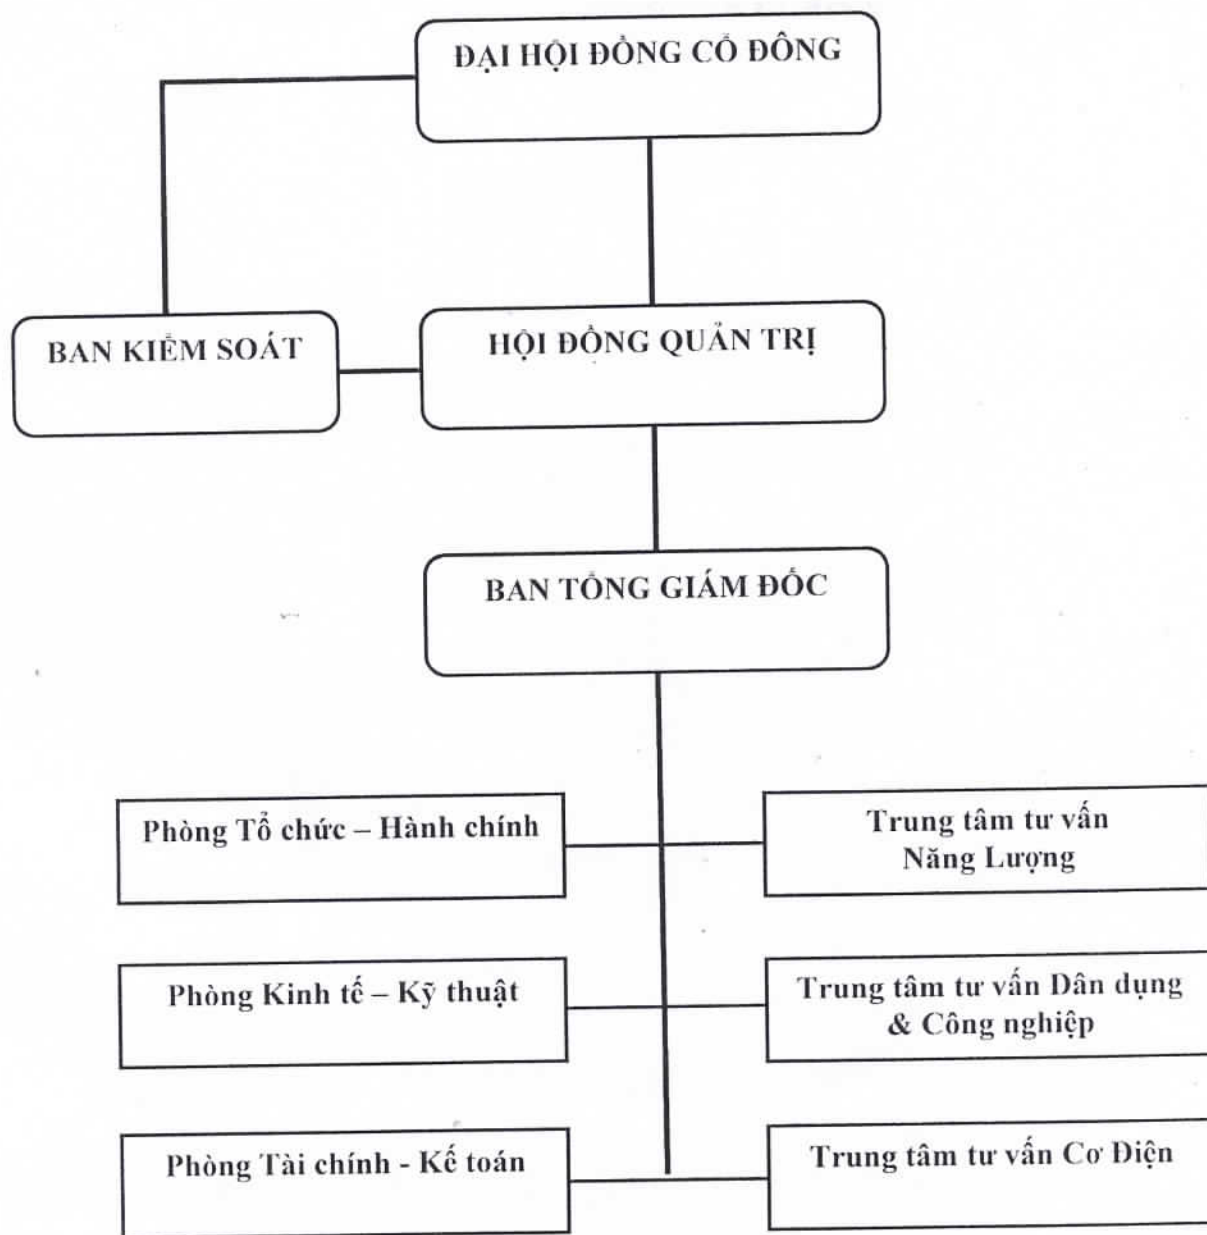 ĐẠI HỘI ĐỒNG CỔ ĐÔNG
BAN KIỂM SOÁT
HỘI ĐỒNG QUẢN TRỊ
BAN TỔNG GIÁM ĐỐC
Phòng Tổ chức – Hành chính
Trung tâm tư vấn
Năng Lượng
Phòng Kinh tế – Kỹ thuật
Trung tâm tư vấn Dân dụng
& Công nghiệp
Phòng Tài chính - Kế toán
Trung tâm tư vấn Cơ Điện